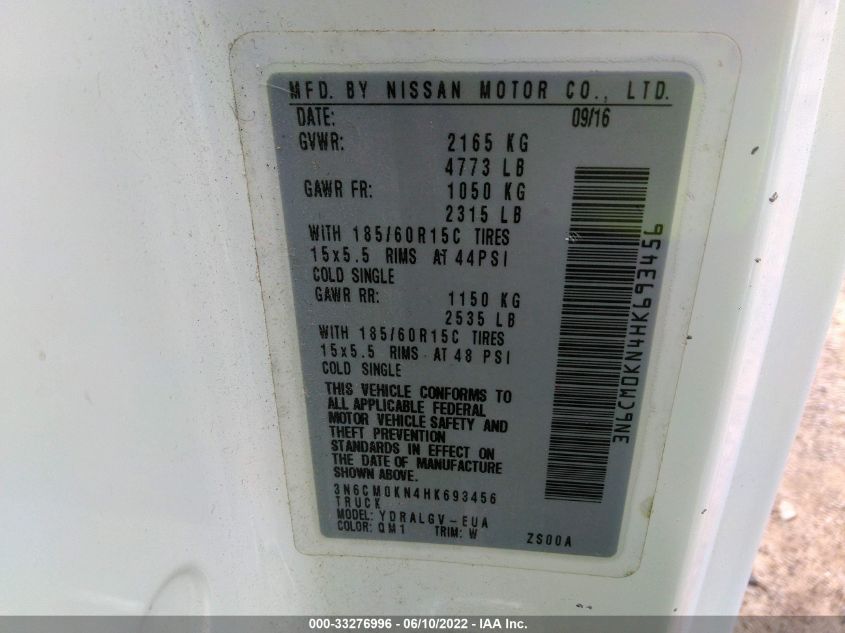 MFD. BY NISSAN MOTOR CO., LTD.
DATE: 09/16
GVWR: 2165 KG
4773 LB
GAWR FR: 1050 KG
2315 LB
WITH 185/60R15C TIRES
15x5.5 RIMS AT 44PSI
COLD SINGLE
GAWR RR: 1150 KG
2535 LB
WITH 185/60R15C TIRES
15x5.5 RIMS AT 48 PSI
COLD SINGLE
THIS VEHICLE CONFORMS TO
ALL APPLICABLE FEDERAL
MOTOR VEHICLE SAFETY AND
THEFT PREVENTION
STANDARDS IN EFFECT ON
THE DATE OF MANUFACTURE
SHOWN ABOVE.
3N6CM0KN4HK693456
TRUCK
MODEL: YDRALGV-EUA
COLOR: QM1 TRIM: W ZS00A
3N6CM0KN4HK693456
000-33276996 - 06/10/2022 - IAA Inc.